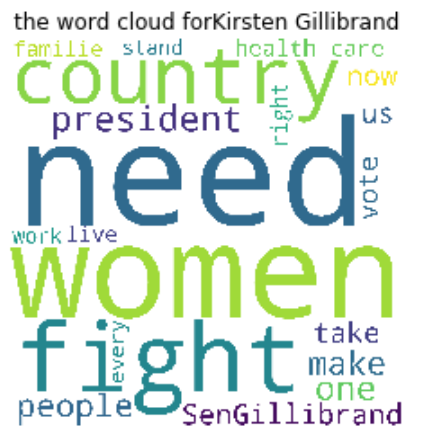 the word cloud forKirsten Gillibrand
familie stand health care
country now
president right us
need vote
work live
women
fight every take
make
one
people SenGillibrand